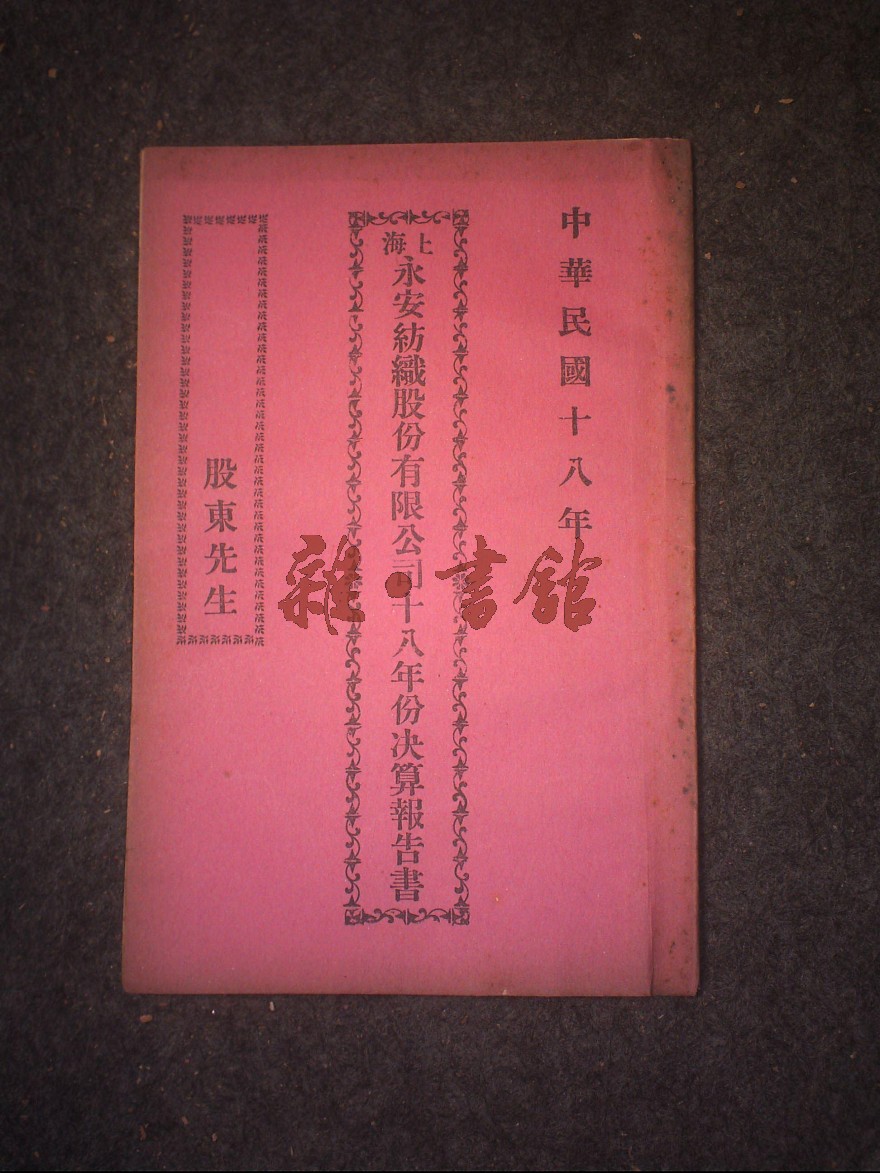 中華民國十八年
上海
永安紡織股份有限公司十八年份決算報告書
股東先生
雜·書館